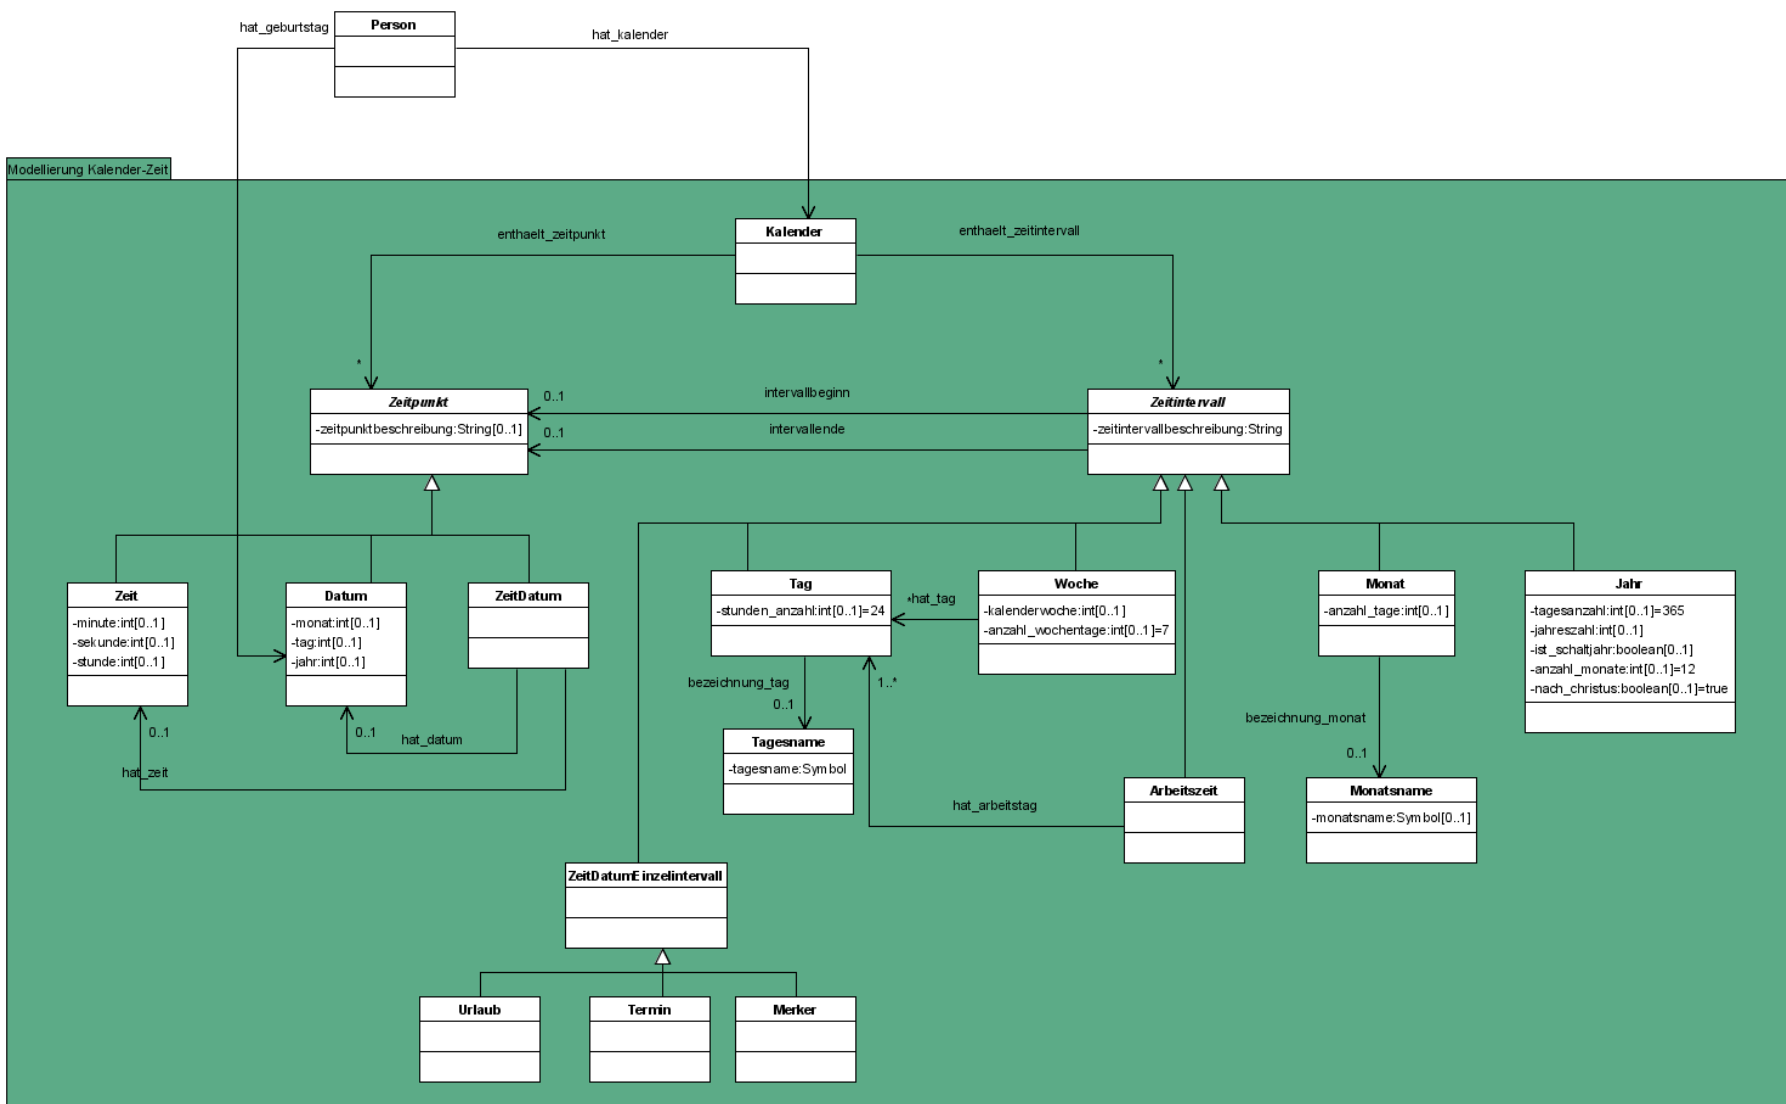 hat_geburtstag
Person
hat_kalender
Modellierung Kalender-Zeit
Kalender
enthaelt_zeitpunkt
enthaelt_zeitintervall
*
*
Zeitpunkt
-zeitpunktbeschreibung:String[0..1]
0..1
intervallbeginn
0..1
intervallende
Zeitintervall
-zeitintervallbeschreibung:String
Zeit
-minute:int[0..1]
-sekunde:int[0..1]
-stunde:int[0..1]
Datum
-monat:int[0..1]
-tag:int[0..1]
-jahr:int[0..1]
ZeitDatum
Tag
-stunden_anzahl:int[0..1]=24
*hat_tag
Woche
-kalenderwoche:int[0..1]
-anzahl_wochentage:int[0..1]=7
Monat
-anzahl_tage:int[0..1]
Jahr
-tagesanzahl:int[0..1]=365
-jahreszahl:int[0..1]
-ist_schaltjahr:boolean[0..1]
-anzahl_monate:int[0..1]=12
-nach_christus:boolean[0..1]=true
0..1
hat_zeit
0..1
hat_datum
bezeichnung_tag
0..1
1..*
bezeichnung_monat
0..1
Tagesname
-tagesname:Symbol
hat_arbeitstag
Arbeitszeit
Monatsname
-monatsname:Symbol[0..1]
ZeitDatumEinzelintervall
Urlaub
Termin
Merker